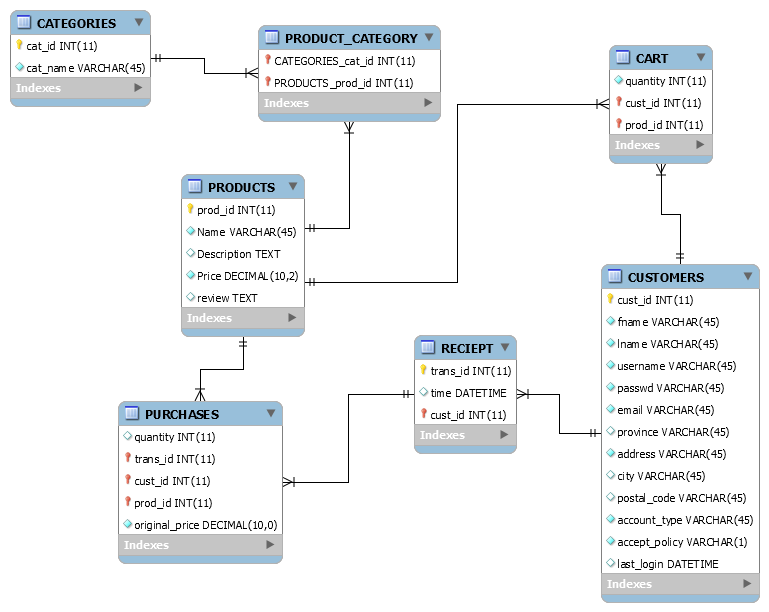 CATEGORIES
cat_id INT(11)
cat_name VARCHAR(45)
Indexes
PRODUCT_CATEGORY
CATEGORIES_cat_id INT(11)
PRODUCTS_prod_id INT(11)
Indexes
CART
quantity INT(11)
cust_id INT(11)
prod_id INT(11)
Indexes
PRODUCTS
prod_id INT(11)
Name VARCHAR(45)
Description TEXT
Price DECIMAL(10,2)
review TEXT
Indexes
CUSTOMERS
cust_id INT(11)
fname VARCHAR(45)
lname VARCHAR(45)
username VARCHAR(45)
passwd VARCHAR(45)
email VARCHAR(45)
province VARCHAR(45)
address VARCHAR(45)
city VARCHAR(45)
postal_code VARCHAR(45)
account_type VARCHAR(45)
accept_policy VARCHAR(1)
last_login DATETIME
Indexes
RECIEPT
trans_id INT(11)
time DATETIME
cust_id INT(11)
Indexes
PURCHASES
quantity INT(11)
trans_id INT(11)
cust_id INT(11)
prod_id INT(11)
original_price DECIMAL(10,0)
Indexes